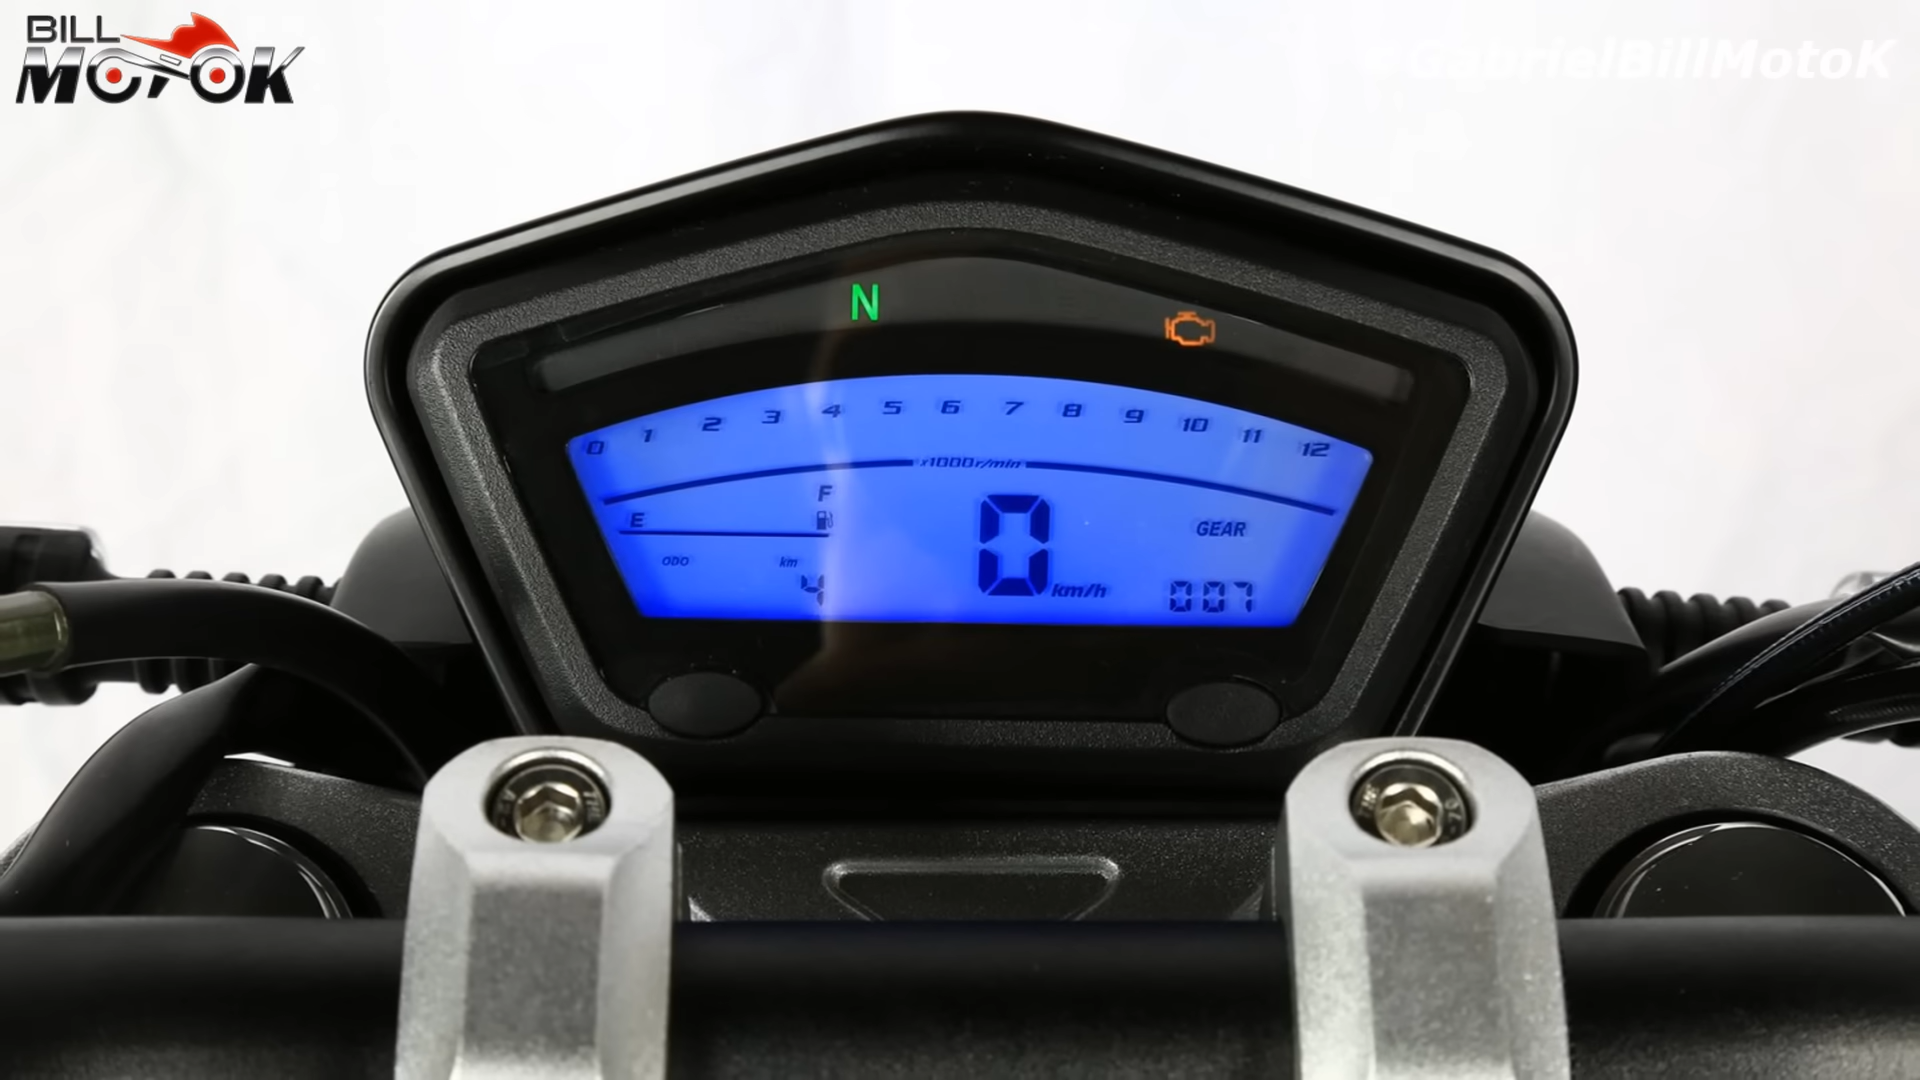 BILL
MOTOK
GabrielBillMotoK
N
0 1 2 3 4 5 6 7 8 9 10 11 12
x1000r/min
F
E
GEAR
ODO km
4
0 km/h
007